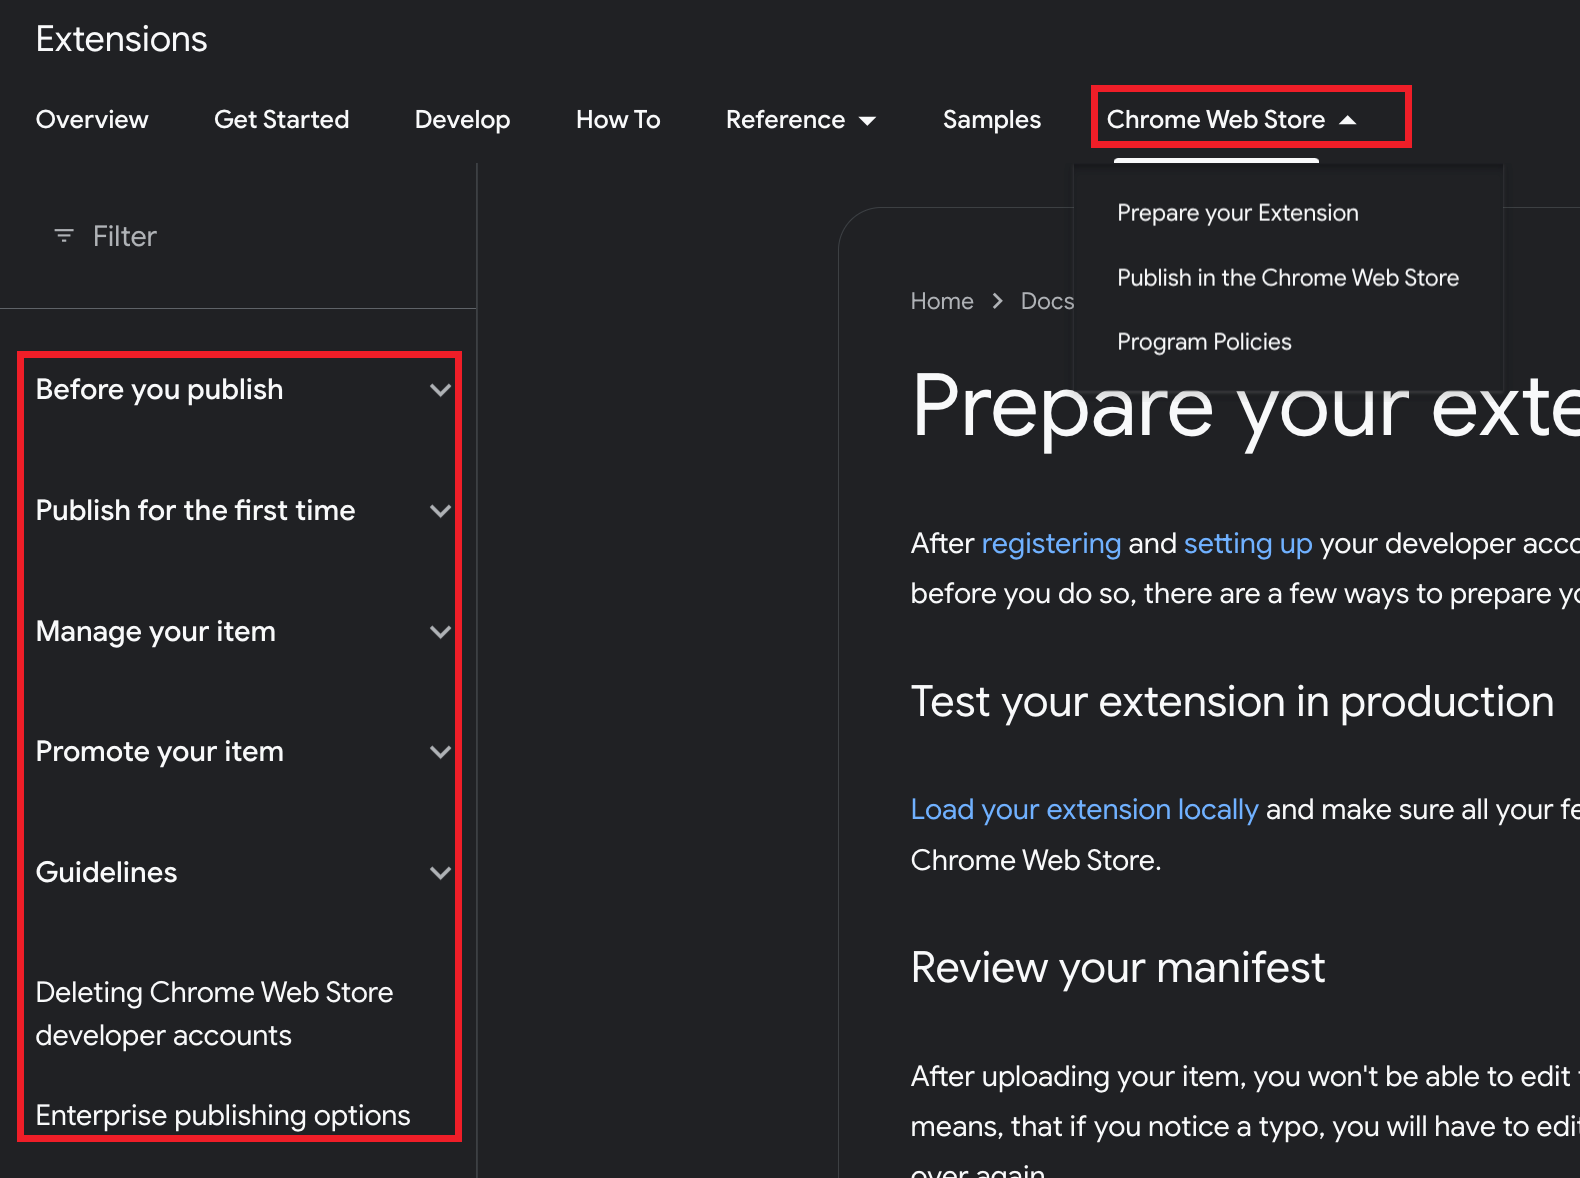 Extensions
Overview
Get Started
Develop
How To
Reference
Samples
Chrome Web Store
Prepare your Extension
Publish in the Chrome Web Store
Program Policies
Filter
Before you publish
Publish for the first time
Manage your item
Promote your item
Guidelines
Deleting Chrome Web Store
developer accounts
Enterprise publishing options
Home > Docs
Prepare your exte
After registering and setting up your developer acco
before you do so, there are a few ways to prepare yo
Test your extension in production
Load your extension locally and make sure all your fe
Chrome Web Store.
Review your manifest
After uploading your item, you won't be able to edit
means, that if you notice a typo, you will have to edit
over again